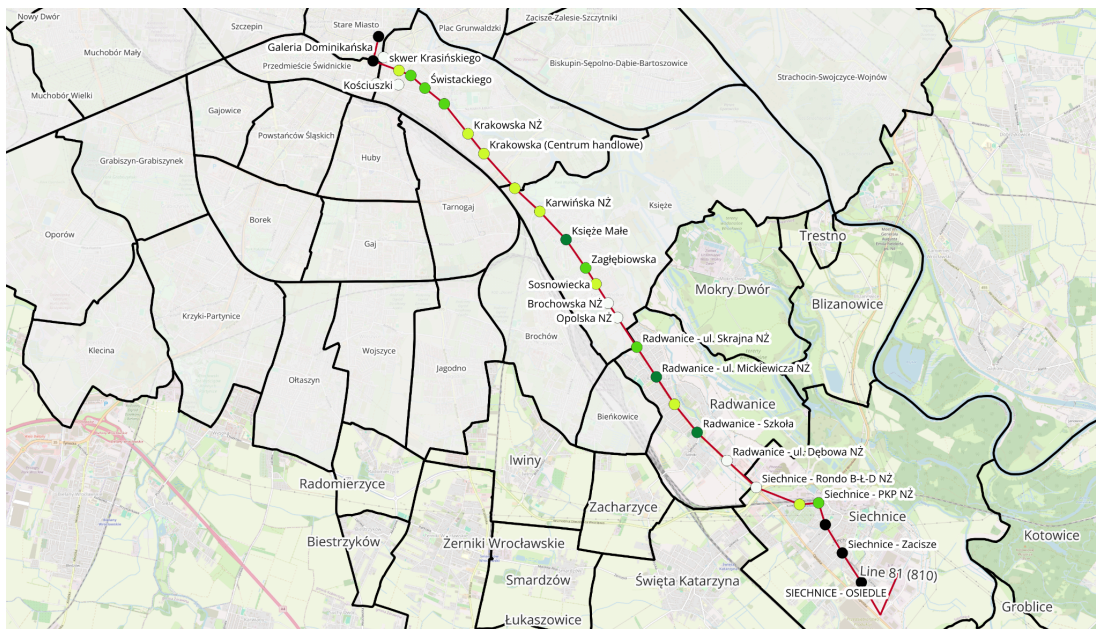 Nowy Dwór
Szczepin
Stare Miasto
Plac Grunwaldzki
Zacisze-Zalesie-Szczytniki
Muchobór Mały
Galeria Dominikańska
skwer Krasińskiego
Przedmieście Świdnickie
Biskupin-Sępolno-Dąbie-Bartoszowice
Strachocin-Swojczyce-Wojnów
Świstackiego
Kościuszki
Muchobór Wielki
Gajowice
Powstańców Śląskich
Krakowska NŻ
Krakowska (Centrum handlowe)
Grabiszyn-Grabiszynek
Huby
Karwińska NŻ
Księże
Tarnogaj
Borek
Gaj
Oporów
Księże Małe
Trestno
Zagłębiowska
Sosnowiecka
Mokry Dwór
Brochowska NŻ
Blizanowice
Opolska NŻ
Krzyki-Partynice
Brochów
Radwanice - ul. Skrajna NŻ
Klecina
Wojszyce
Jagodno
Radwanice - ul. Mickiewicza NŻ
Ołtaszyn
Radwanice
Bieńkowice
Radwanice - Szkoła
Radwanice - ul. Dębowa NŻ
Iwiny
Radomierzyce
Siechnice - Rondo B-Ł-D NŻ
Siechnice - PKP NŻ
Zacharzyce
Siechnice
Kotowice
Biestrzyków
Żerniki Wrocławskie
Siechnice - Zacisze
Line 81 (810)
Smardzów
Święta Katarzyna
SIECHNICE - OSIEDLE
Groblice
Łukaszowice